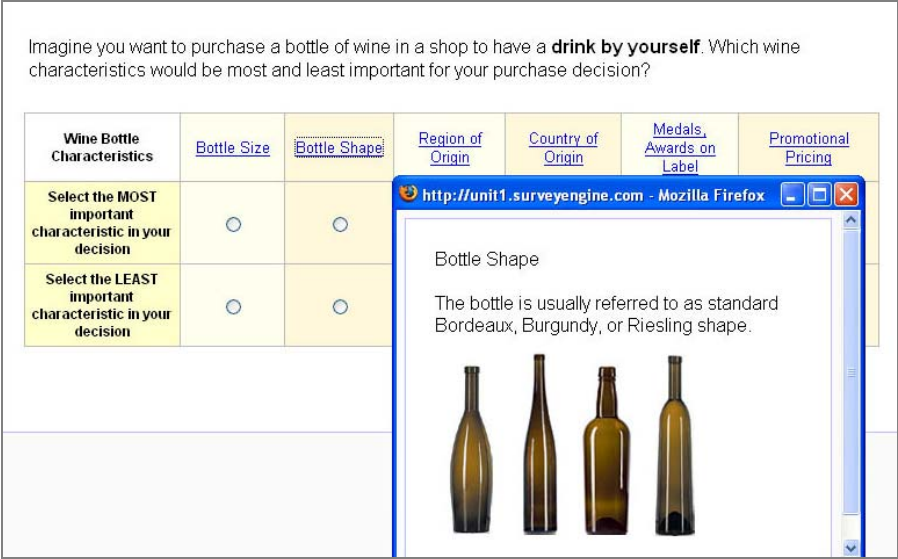 Imagine you want to purchase a bottle of wine in a shop to have a drink by yourself. Which wine
characteristics would be most and least important for your purchase decision?
Wine Bottle
Characteristics
Bottle Size
Bottle Shape
Region of
Origin
Country of
Origin
Medals,
Awards on
Label
Promotional
Pricing
Select the MOST
important
characteristic in your
decision
Select the LEAST
important
characteristic in your
decision
http://unit1.surveyengine.com - Mozilla Firefox
Bottle Shape
The bottle is usually referred to as standard
Bordeaux, Burgundy, or Riesling shape.